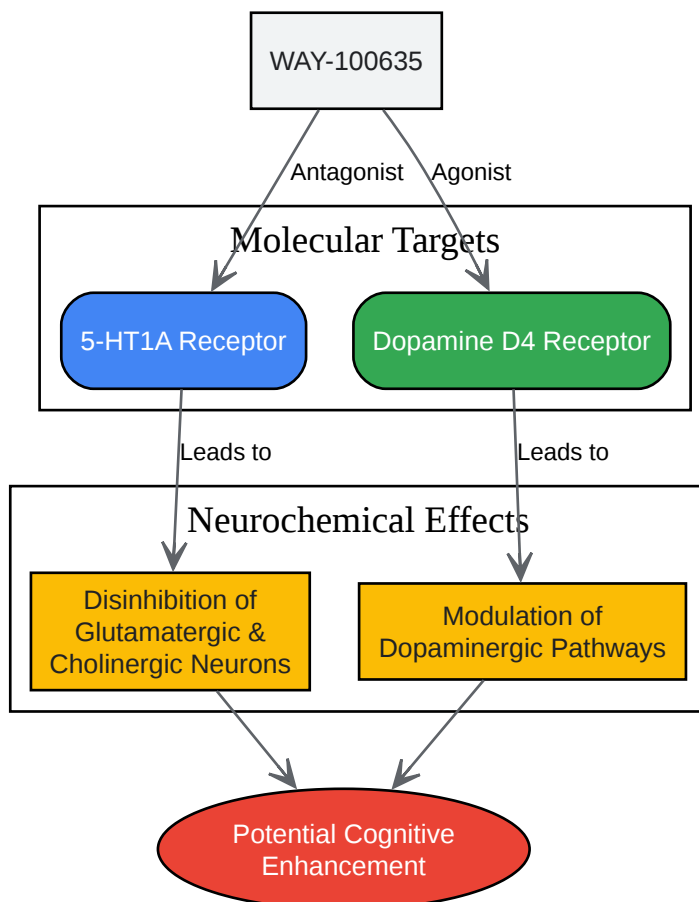 WAY-100635
Antagonist
Agonist
Molecular Targets
5-HT1A Receptor
Dopamine D4 Receptor
Leads to
Leads to
Neurochemical Effects
Disinhibition of
Glutamatergic &
Cholinergic Neurons
Modulation of
Dopaminergic Pathways
Potential Cognitive
Enhancement